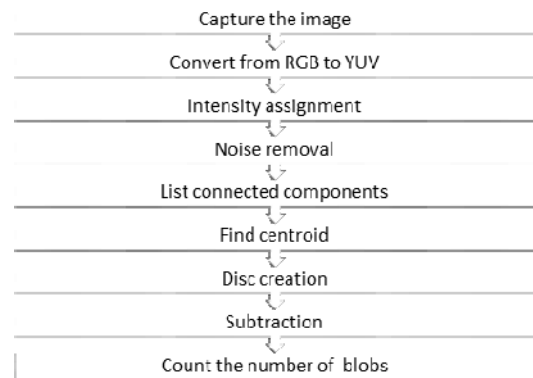 Capture the image
Convert from RGB to YUV
Intensity assignment
Noise removal
List connected components
Find centroid
Disc creation
Subtraction
Count the number of blobs